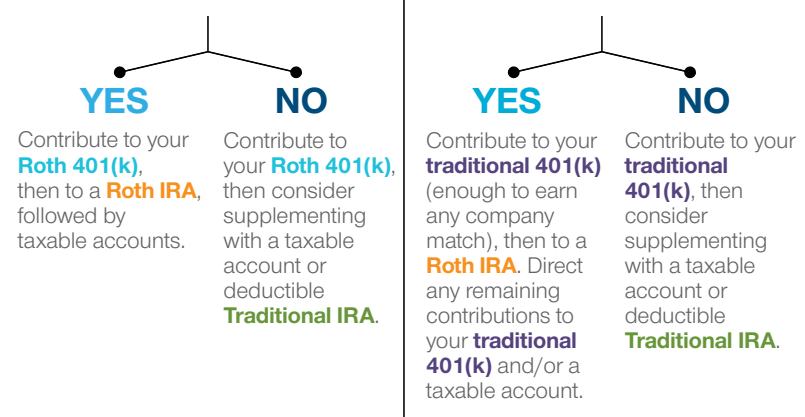 YES
Contribute to your
Roth 401(k),
then to a Roth IRA,
followed by
taxable accounts.
NO
Contribute to
your Roth 401(k),
then consider
supplementing
with a taxable
account or
deductible
Traditional IRA.
YES
Contribute to your
traditional 401(k)
(enough to earn
any company
match), then to a
Roth IRA. Direct
any remaining
contributions to
your traditional
401(k) and/or a
taxable account.
NO
Contribute to your
traditional
401(k), then
consider
supplementing
with a taxable
account or
deductible
Traditional IRA.